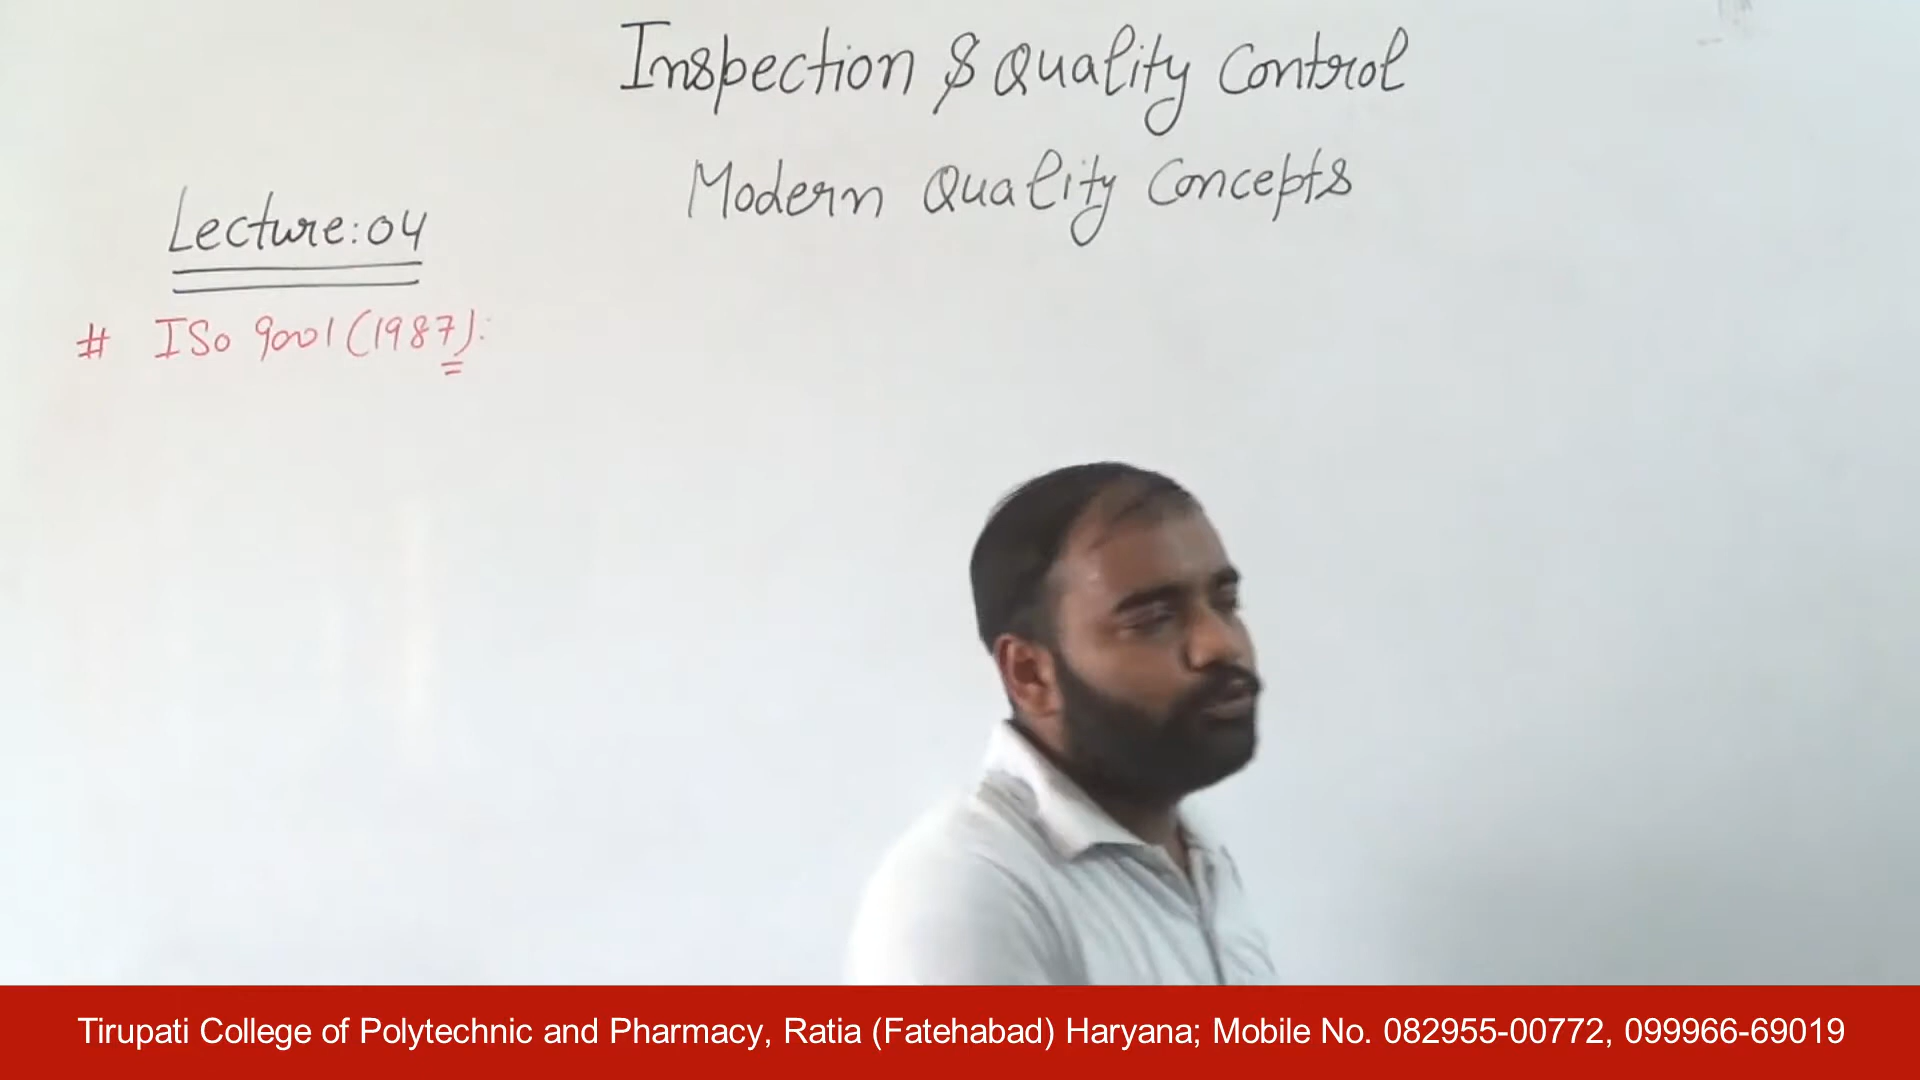 Inspection & Quality Control
Modern Quality Concepts
Lecture: 04
# ISo 9001 (1987):
Tirupati College of Polytechnic and Pharmacy, Ratia (Fatehabad) Haryana; Mobile No. 082955-00772, 099966-69019